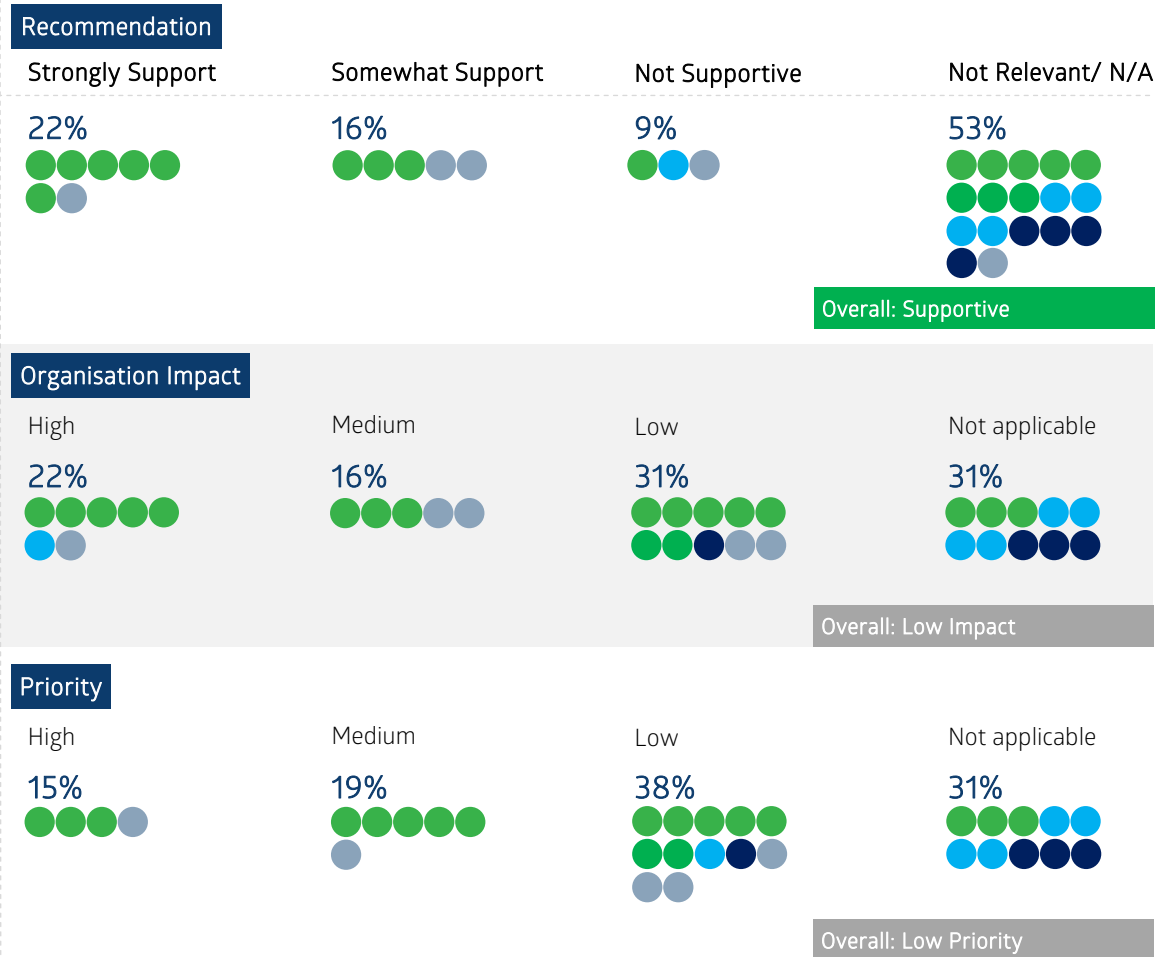 Recommendation
Strongly Support
Somewhat Support
Not Supportive
Not Relevant/ N/A
22%
16%
9%
53%
Overall: Supportive
Organisation Impact
High
Medium
Low
Not applicable
22%
16%
31%
31%
Overall: Low Impact
Priority
High
Medium
Low
Not applicable
15%
19%
38%
31%
Overall: Low Priority